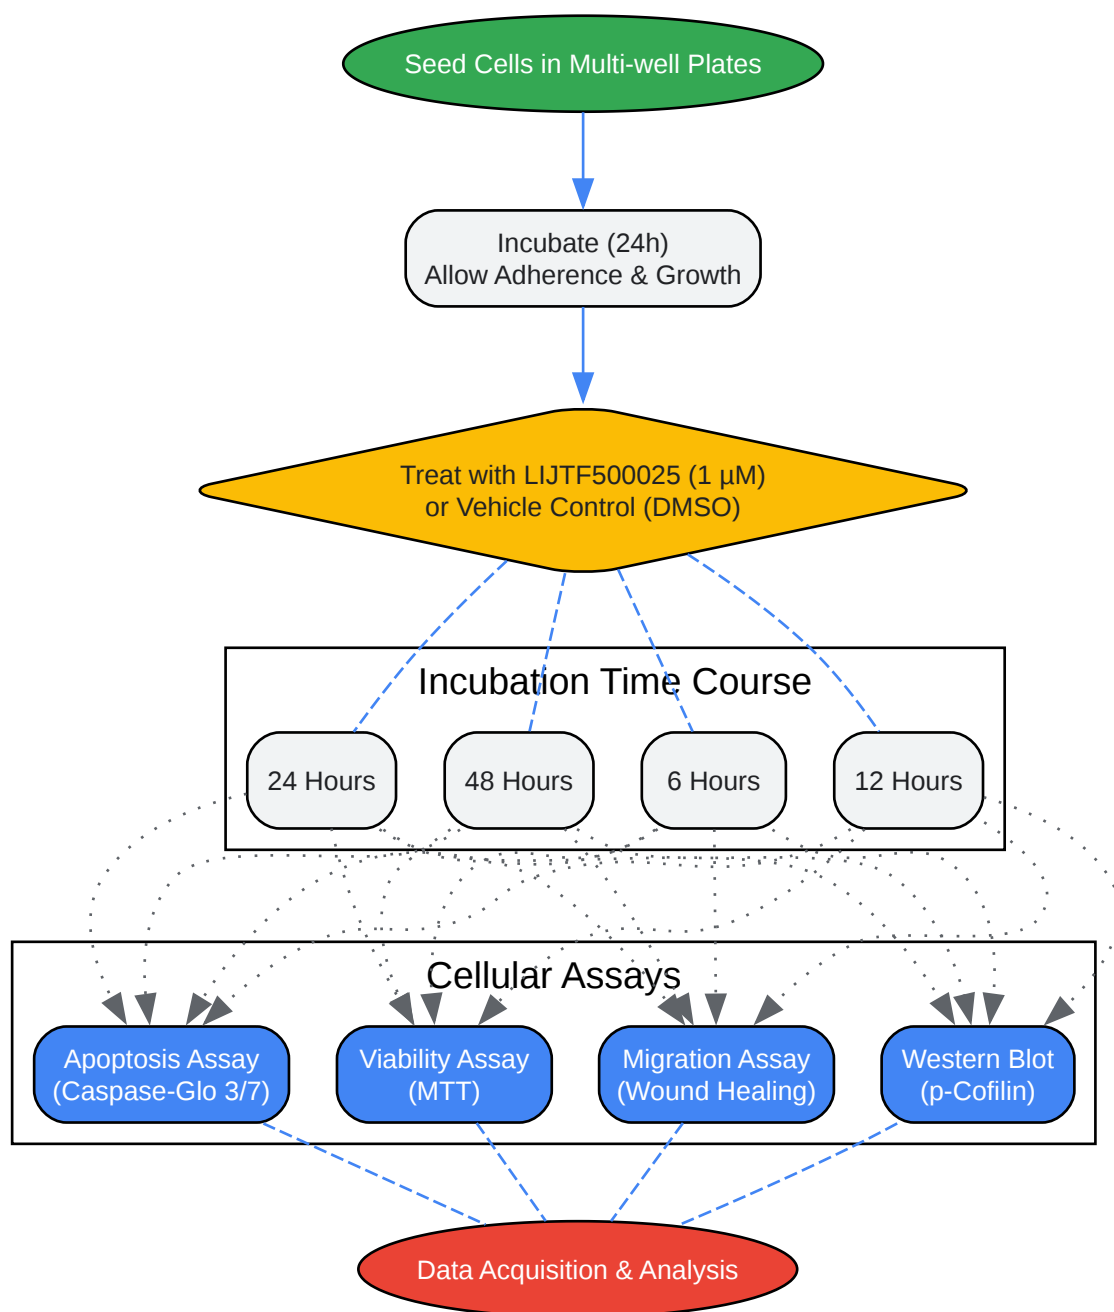 Seed Cells in Multi-well Plates
Incubate (24h)
Allow Adherence & Growth
Treat with LIJTF500025 (1 µM)
or Vehicle Control (DMSO)
Incubation Time Course
24 Hours
48 Hours
6 Hours
12 Hours
Cellular Assays
Apoptosis Assay
(Caspase-Glo 3/7)
Viability Assay
(MTT)
Migration Assay
(Wound Healing)
Western Blot
(p-Cofilin)
Data Acquisition & Analysis